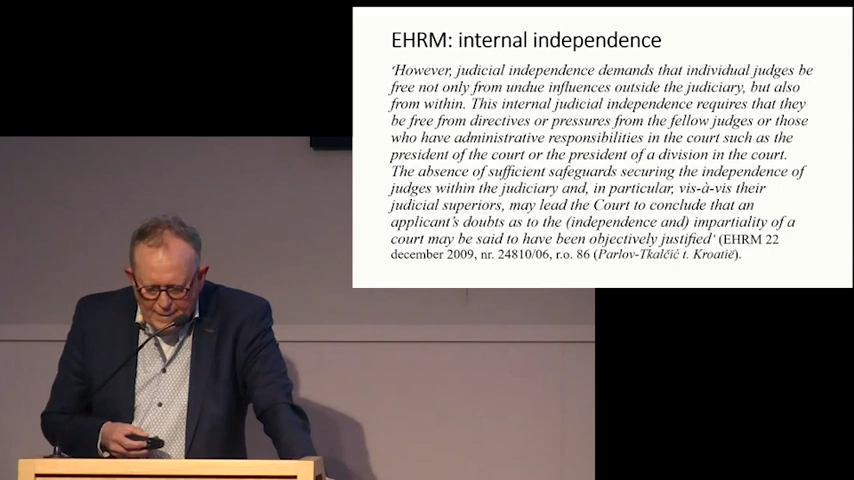 EHRM: internal independence
‘However, judicial independence demands that individual judges be
free not only from undue influences outside the judiciary, but also
from within. This internal judicial independence requires that they
be free from directives or pressures from the fellow judges or those
who have administrative responsibilities in the court such as the
president of the court or the president of a division in the court.
The absence of sufficient safeguards securing the independence of
judges within the judiciary and, in particular, vis-à-vis their
judicial superiors, may lead the Court to conclude that an
applicant’s doubts as to the (independence and) impartiality of a
court may be said to have been objectively justified’ (EHRM 22
december 2009, nr. 24810/06, r.o. 86 (Parlov-Tkalčić t. Kroatië).